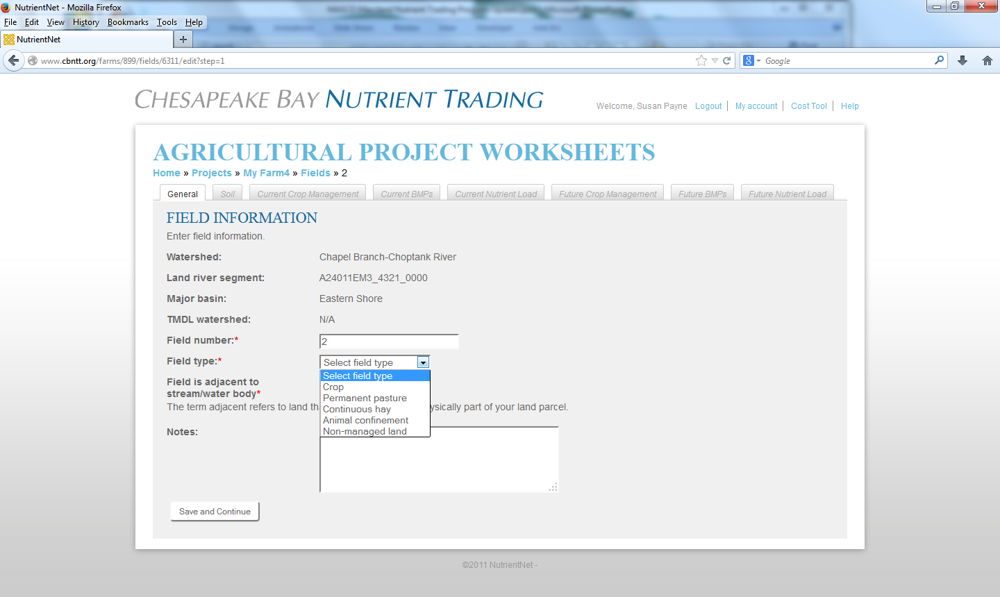 NutrientNet - Mozilla Firefox
File Edit View History Bookmarks Tools Help
NutrientNet +
www.cbntt.org/farms/899/fields/6311/edit?step=1
Google
CHESAPEAKE BAY NUTRIENT TRADING
Welcome, Susan Payne Logout | My account | Cost Tool | Help
AGRICULTURAL PROJECT WORKSHEETS
Home » Projects » My Farm4 » Fields » 2
General Soil Current Crop Management Current BMPs Current Nutrient Load Future Crop Management Future BMPs Future Nutrient Load
FIELD INFORMATION
Enter field information.
Watershed: Chapel Branch-Choptank River
Land river segment: A24011EM3_4321_0000
Major basin: Eastern Shore
TMDL watershed: N/A
Field number:* 2
Field type:* Select field type
Select field type
Crop
Permanent pasture
Continuous hay
Animal confinement
Non-managed land
Field is adjacent to
stream/water body*
The term adjacent refers to land ysically part of your land parcel.
Notes:
Save and Continue
©2011 NutrientNet -